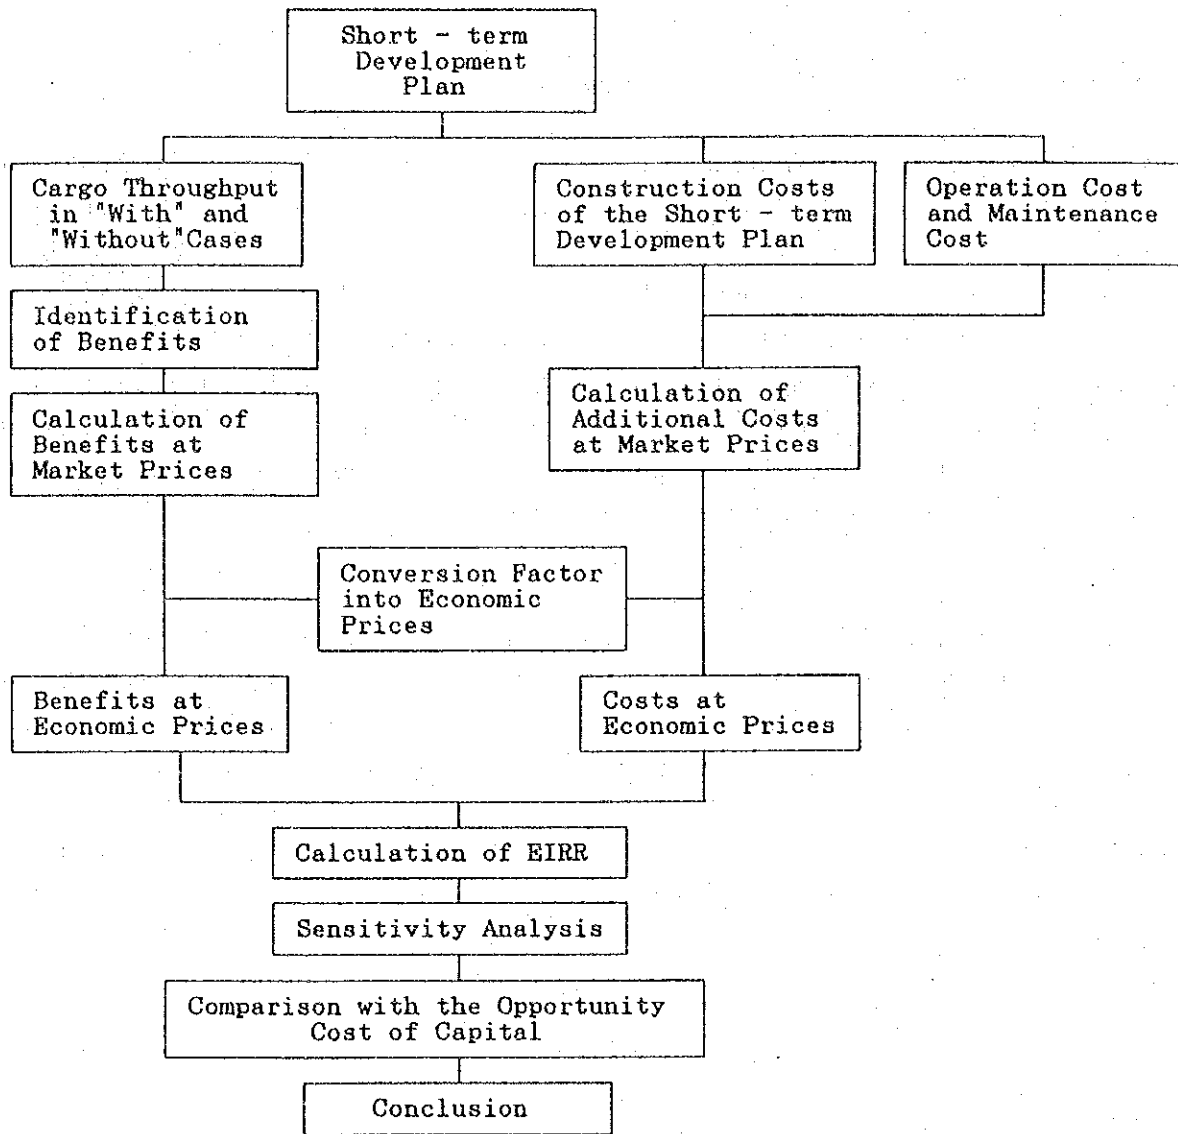 Short - term
Development
Plan
Cargo Throughput
in "With" and
"Without"Cases
Construction Costs
of the Short - term
Development Plan
Operation Cost
and Maintenance
Cost
Identification
of Benefits
Calculation of
Benefits at
Market Prices
Calculation of
Additional Costs
at Market Prices
Conversion Factor
into Economic
Prices
Benefits at
Economic Prices
Costs at
Economic Prices
Calculation of EIRR
Sensitivity Analysis
Comparison with the Opportunity
Cost of Capital
Conclusion